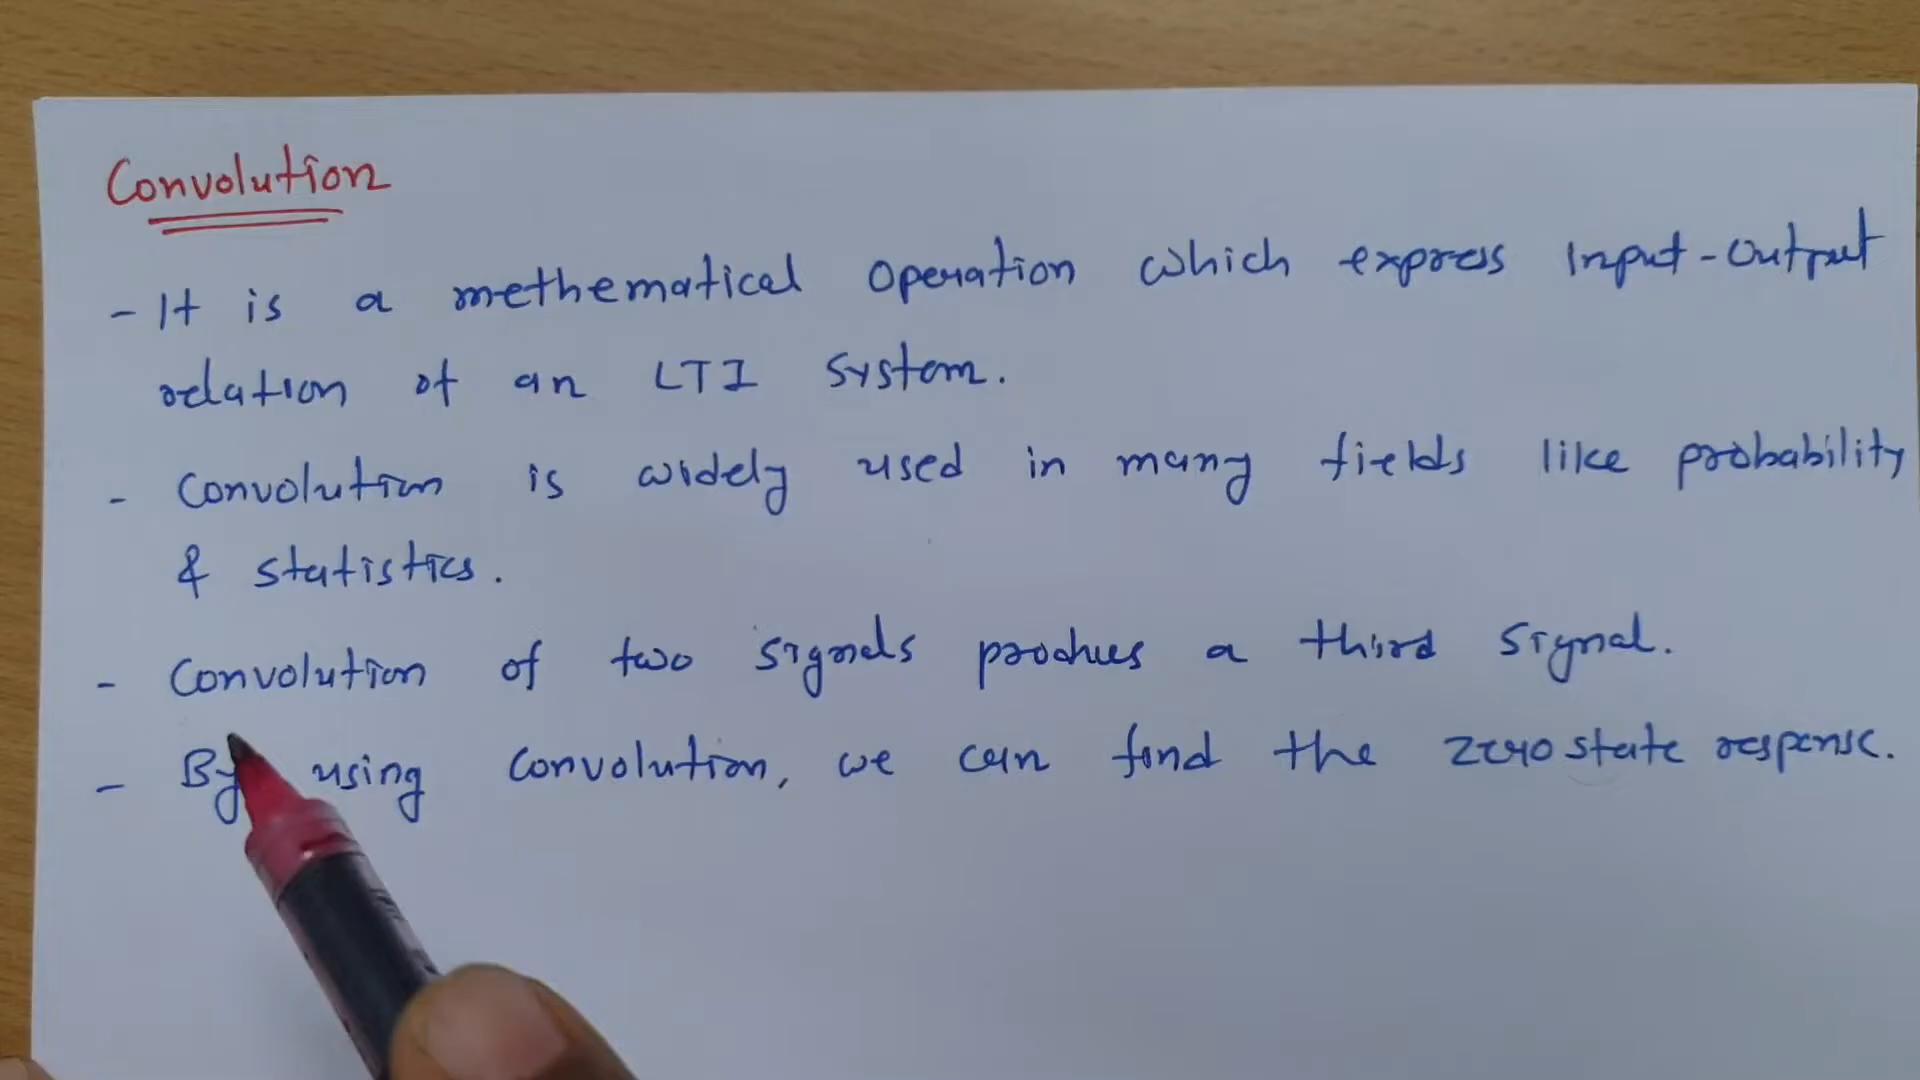 Convolution
- It is a methematical operation which express Input-Output
relation of an LTI System.
- Convolution is widely used in many fields like probability
& statistics.
- Convolution of two signals produces a third signal.
- By using convolution, we can find the zero state response.